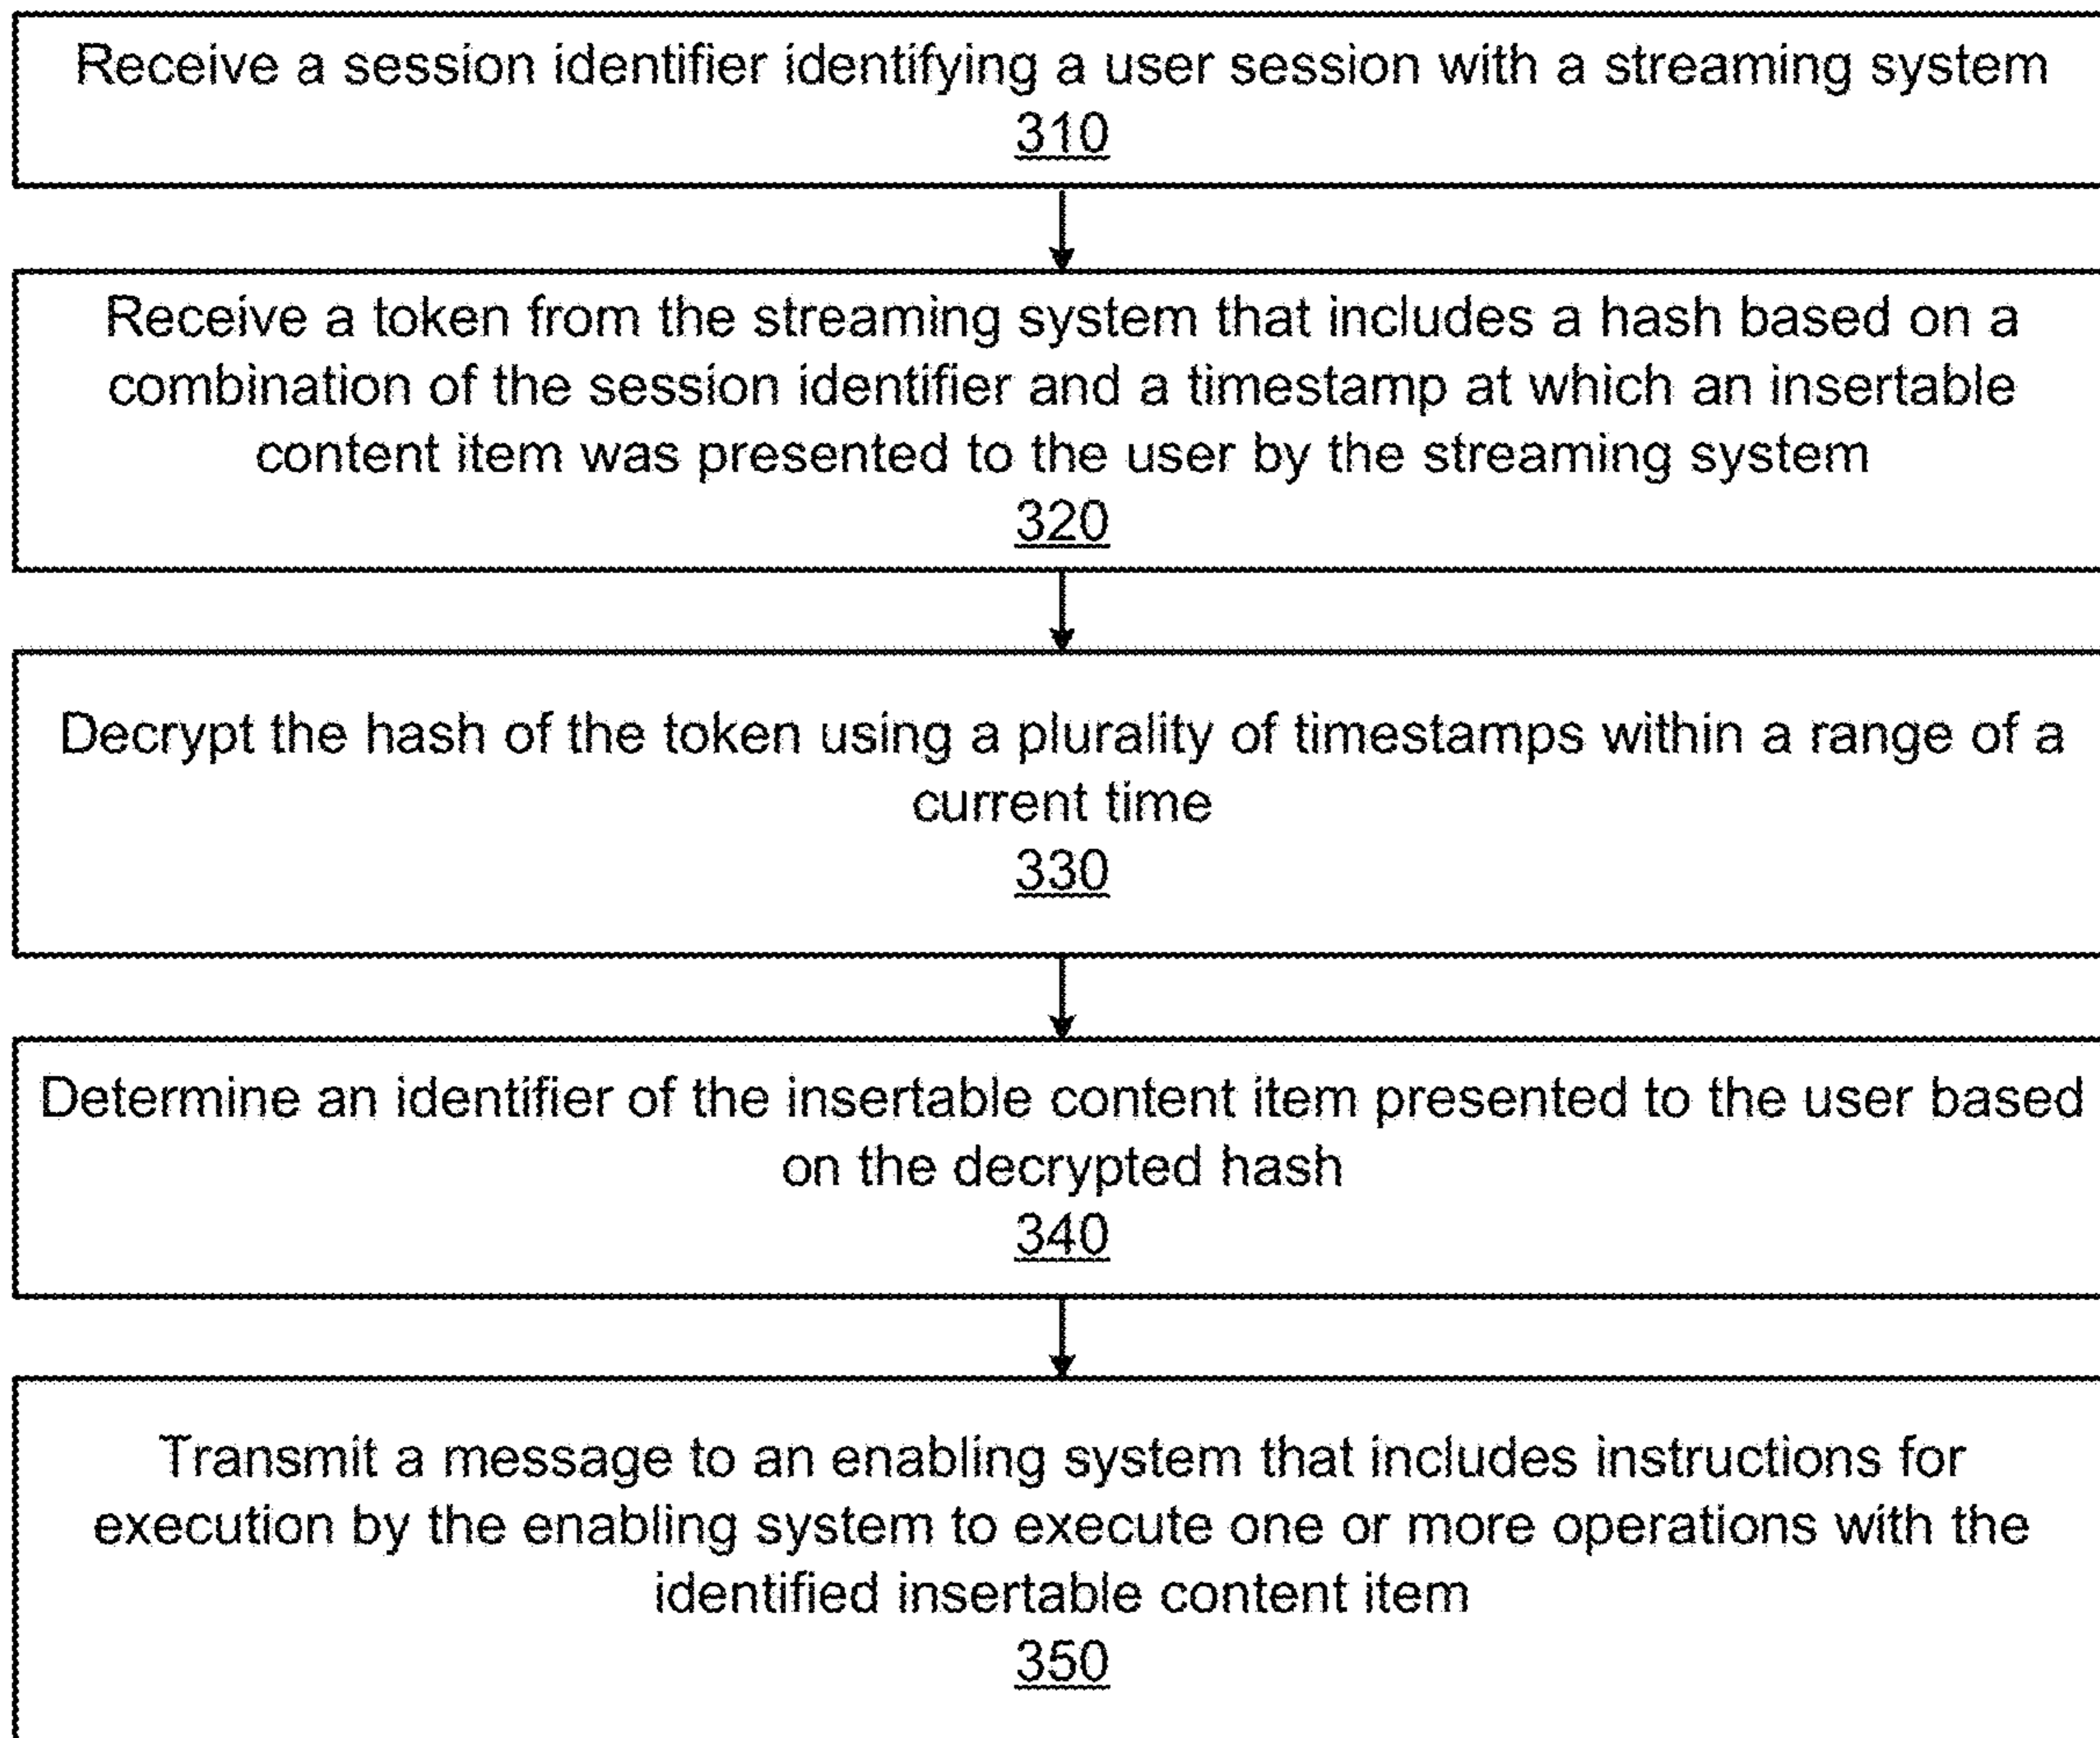 Receive a session identifier identifying a user session with a streaming system
310
Receive a token from the streaming system that includes a hash based on a
combination of the session identifier and a timestamp at which an insertable
content item was presented to the user by the streaming system
320
Decrypt the hash of the token using a plurality of timestamps within a range of a
current time
330
Determine an identifier of the insertable content item presented to the user based
on the decrypted hash
340
Transmit a message to an enabling system that includes instructions for
execution by the enabling system to execute one or more operations with the
identified insertable content item
350